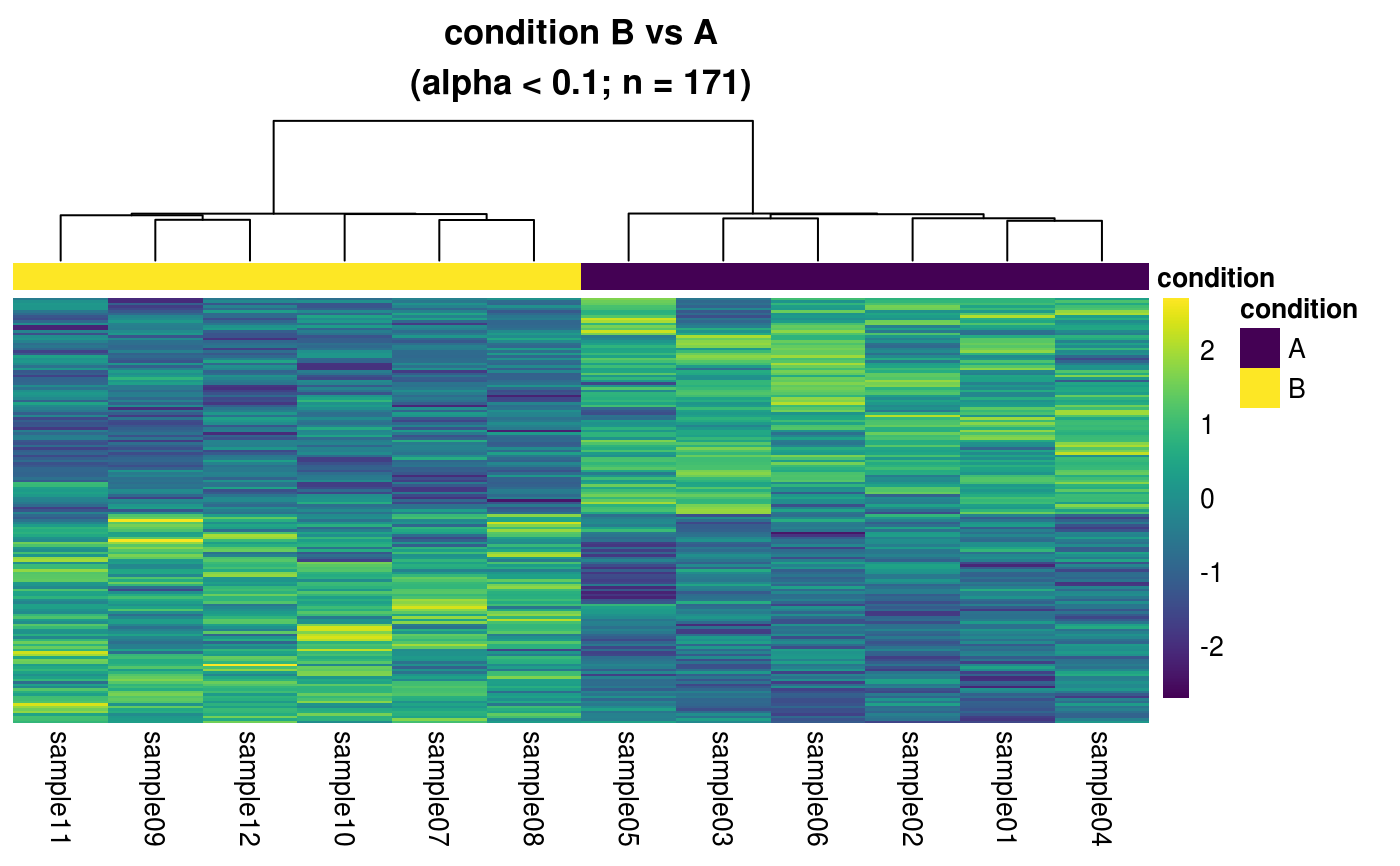 condition B vs A
(alpha < 0.1; n = 171)
condition
condition
A
B
2
1
0
-1
-2
sample11
sample09
sample12
sample10
sample07
sample08
sample05
sample03
sample06
sample02
sample01
sample04